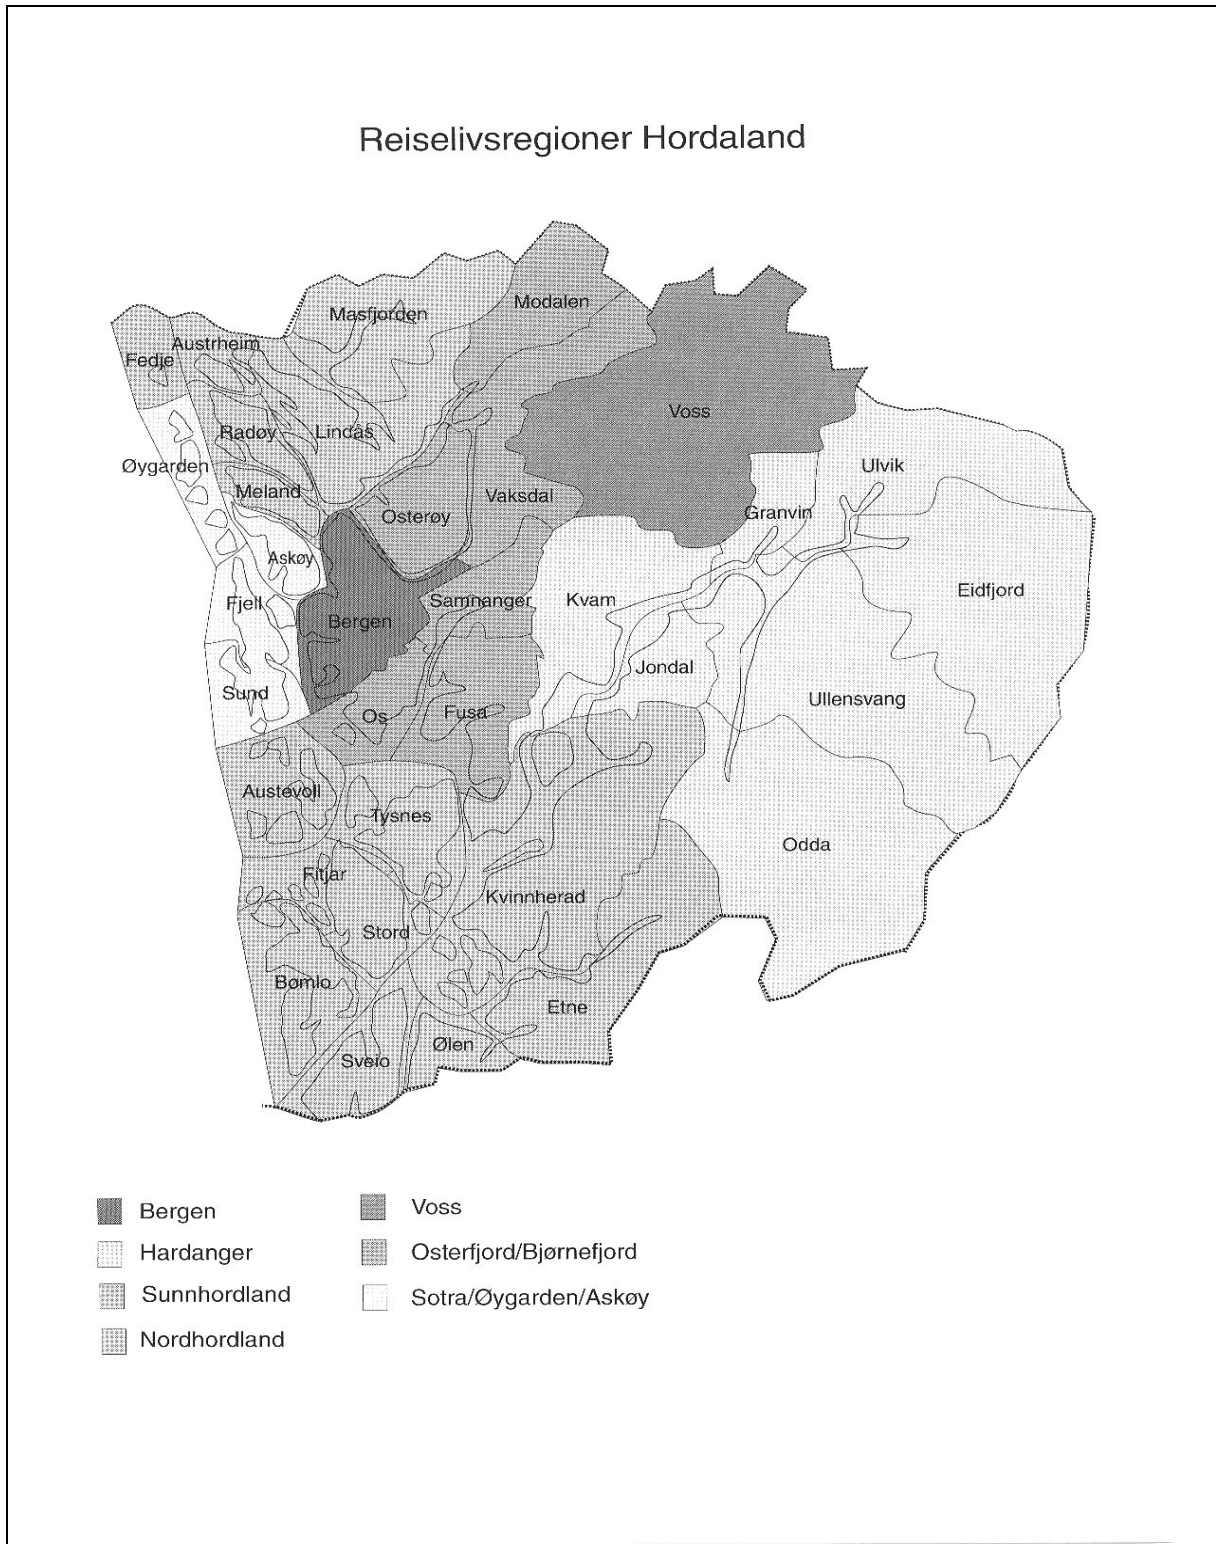 Reiselivsregioner Hordaland
Modalen
Masfjorden
Austrheim
Fedje
Voss
Radøy
Lindås
Øygarden
Ulvik
Meland
Vaksdal
Osterøy
Granvin
Askøy
Eidfjord
Fjell
Samnanger
Kvam
Bergen
Jondal
Sund
Ullensvang
Os
Fusa
Austevoll
Tysnes
Odda
Fitjar
Kvinnherad
Stord
Bømlo
Etne
Ølen
Sveio
Bergen
Voss
Hardanger
Osterfjord/Bjørnefjord
Sunnhordland
Sotra/Øygarden/Askøy
Nordhordland